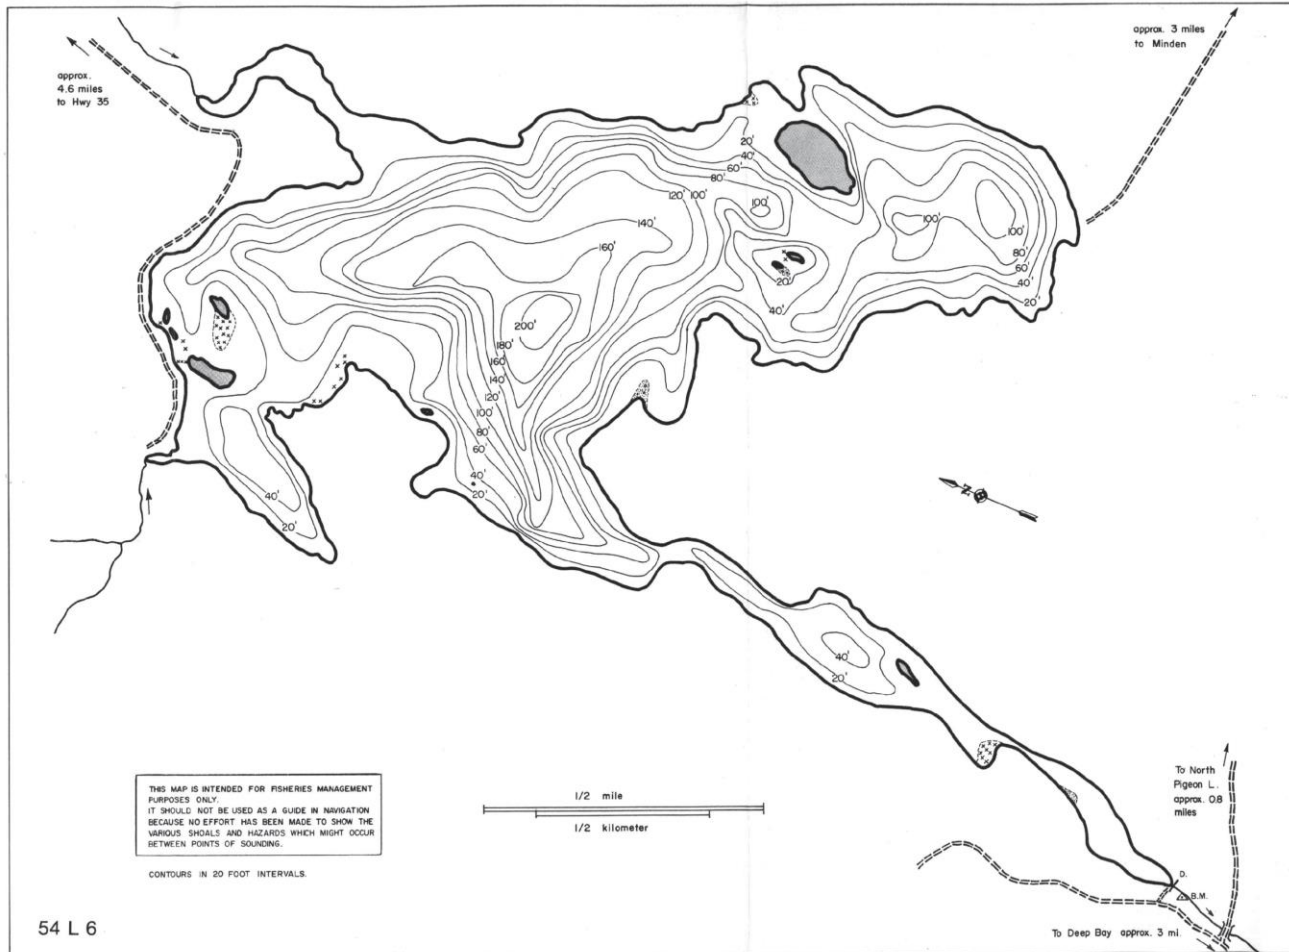 approx.
4.6 miles
to Hwy 35
approx. 3 miles
to Minden
20'
40'
60'
80'
120' 100'
100'
140'
160'
100'
100'
80'
60'
40'
20'
20'
40'
200'
180'
160'
140'
120'
100'
80'
60'
40'
20'
40'
20'
N
40'
20'
THIS MAP IS INTENDED FOR FISHERIES MANAGEMENT
PURPOSES ONLY.
IT SHOULD NOT BE USED AS A GUIDE IN NAVIGATION
BECAUSE NO EFFORT HAS BEEN MADE TO SHOW THE
VARIOUS SHOALS AND HAZARDS WHICH MIGHT OCCUR
BETWEEN POINTS OF SOUNDING.
CONTOURS IN 20 FOOT INTERVALS.
1/2 mile
1/2 kilometer
To North
Pigeon L.
approx. 0.8
miles
D.
B.M.
To Deep Bay approx. 3 mi.
54 L 6